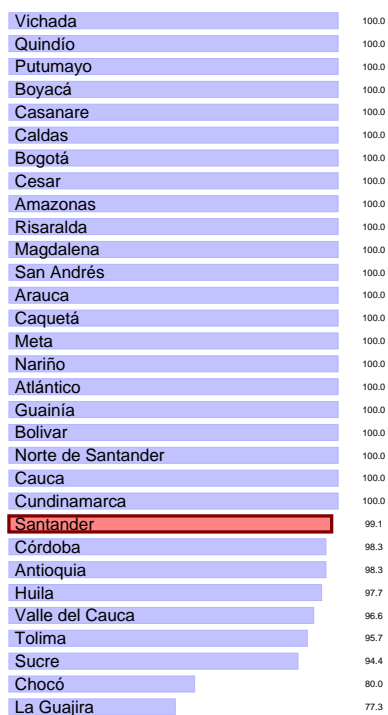 Vichada 100.0
Quindío 100.0
Putumayo 100.0
Boyacá 100.0
Casanare 100.0
Caldas 100.0
Bogotá 100.0
Cesar 100.0
Amazonas 100.0
Risaralda 100.0
Magdalena 100.0
San Andrés 100.0
Arauca 100.0
Caquetá 100.0
Meta 100.0
Nariño 100.0
Atlántico 100.0
Guainía 100.0
Bolivar 100.0
Norte de Santander 100.0
Cauca 100.0
Cundinamarca 100.0
Santander 99.1
Córdoba 98.3
Antioquia 98.3
Huila 97.7
Valle del Cauca 96.6
Tolima 95.7
Sucre 94.4
Chocó 80.0
La Guajira 77.3